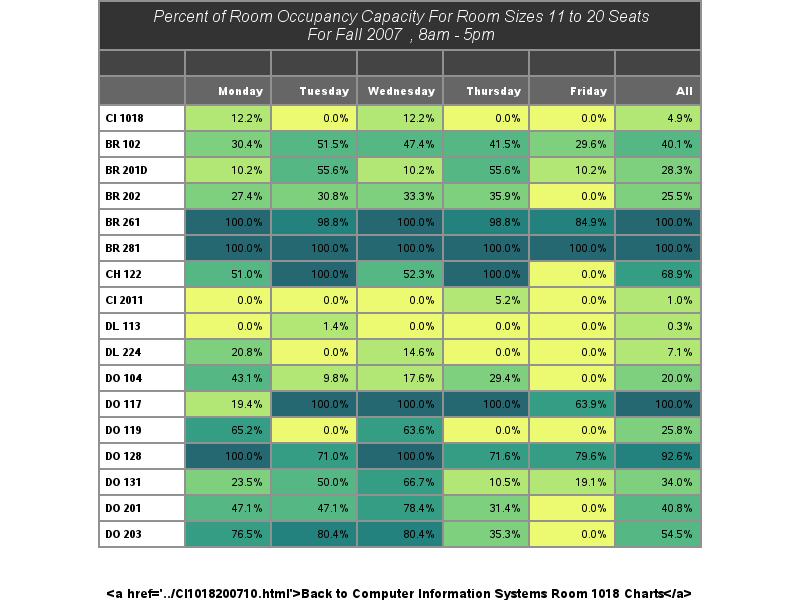 Percent of Room Occupancy Capacity For Room Sizes 11 to 20 Seats
For Fall 2007 , 8am - 5pm
Monday Tuesday Wednesday Thursday Friday All
CI 1018 12.2% 0.0% 12.2% 0.0% 0.0% 4.9%
BR 102 30.4% 51.5% 47.4% 41.5% 29.6% 40.1%
BR 201D 10.2% 55.6% 10.2% 55.6% 10.2% 28.3%
BR 202 27.4% 30.8% 33.3% 35.9% 0.0% 25.5%
BR 261 100.0% 98.8% 100.0% 98.8% 84.9% 100.0%
BR 281 100.0% 100.0% 100.0% 100.0% 100.0% 100.0%
CH 122 51.0% 100.0% 52.3% 100.0% 0.0% 68.9%
CI 2011 0.0% 0.0% 0.0% 5.2% 0.0% 1.0%
DL 113 0.0% 1.4% 0.0% 0.0% 0.0% 0.3%
DL 224 20.8% 0.0% 14.6% 0.0% 0.0% 7.1%
DO 104 43.1% 9.8% 17.6% 29.4% 0.0% 20.0%
DO 117 19.4% 100.0% 100.0% 100.0% 63.9% 100.0%
DO 119 65.2% 0.0% 63.6% 0.0% 0.0% 25.8%
DO 128 100.0% 71.0% 100.0% 71.6% 79.6% 92.6%
DO 131 23.5% 50.0% 66.7% 10.5% 19.1% 34.0%
DO 201 47.1% 47.1% 78.4% 31.4% 0.0% 40.8%
DO 203 76.5% 80.4% 80.4% 35.3% 0.0% 54.5%
<a href='../CI1018200710.html'>Back to Computer Information Systems Room 1018 Charts</a>